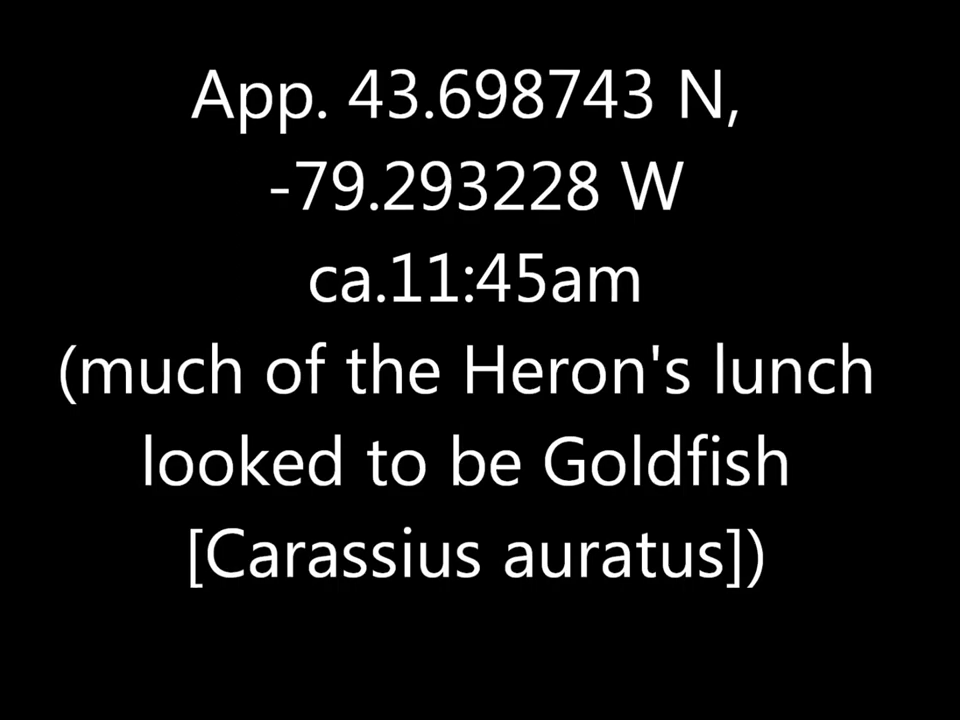 App. 43.698743 N,
-79.293228 W
ca.11:45am
(much of the Heron's lunch
looked to be Goldfish
[Carassius auratus])